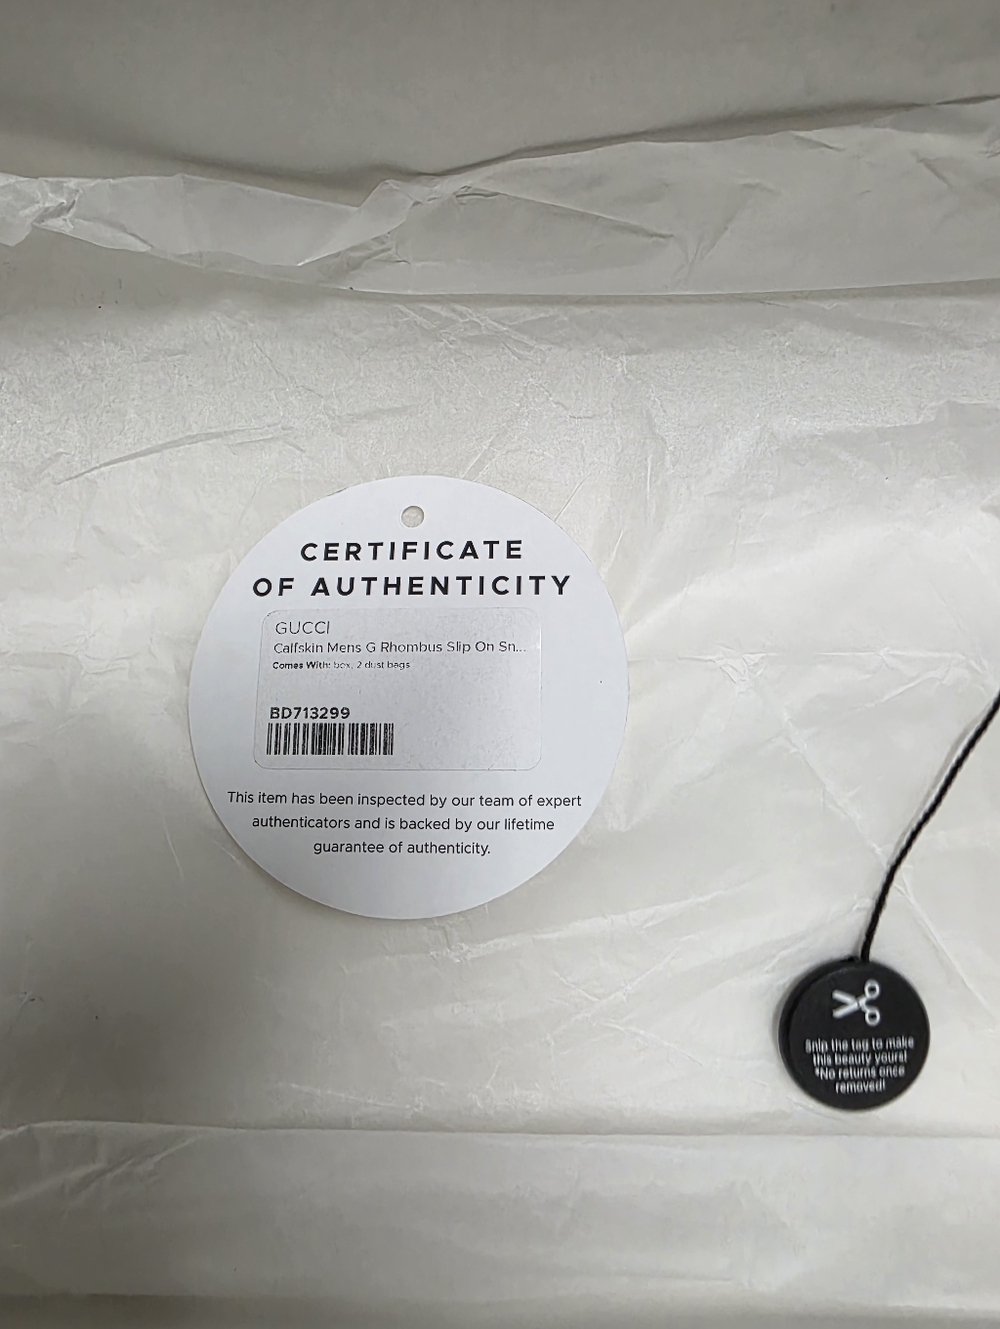 CERTIFICATE
OF AUTHENTICITY
GUCCI
Calfskin Mens G Rhombus Slip On Sn...
Comes With: box, 2 dust bags
BD713299
This item has been inspected by our team of expert
authenticators and is backed by our lifetime
guarantee of authenticity.
Snip the tag to make
this beauty yours!
*No returns once
removed!